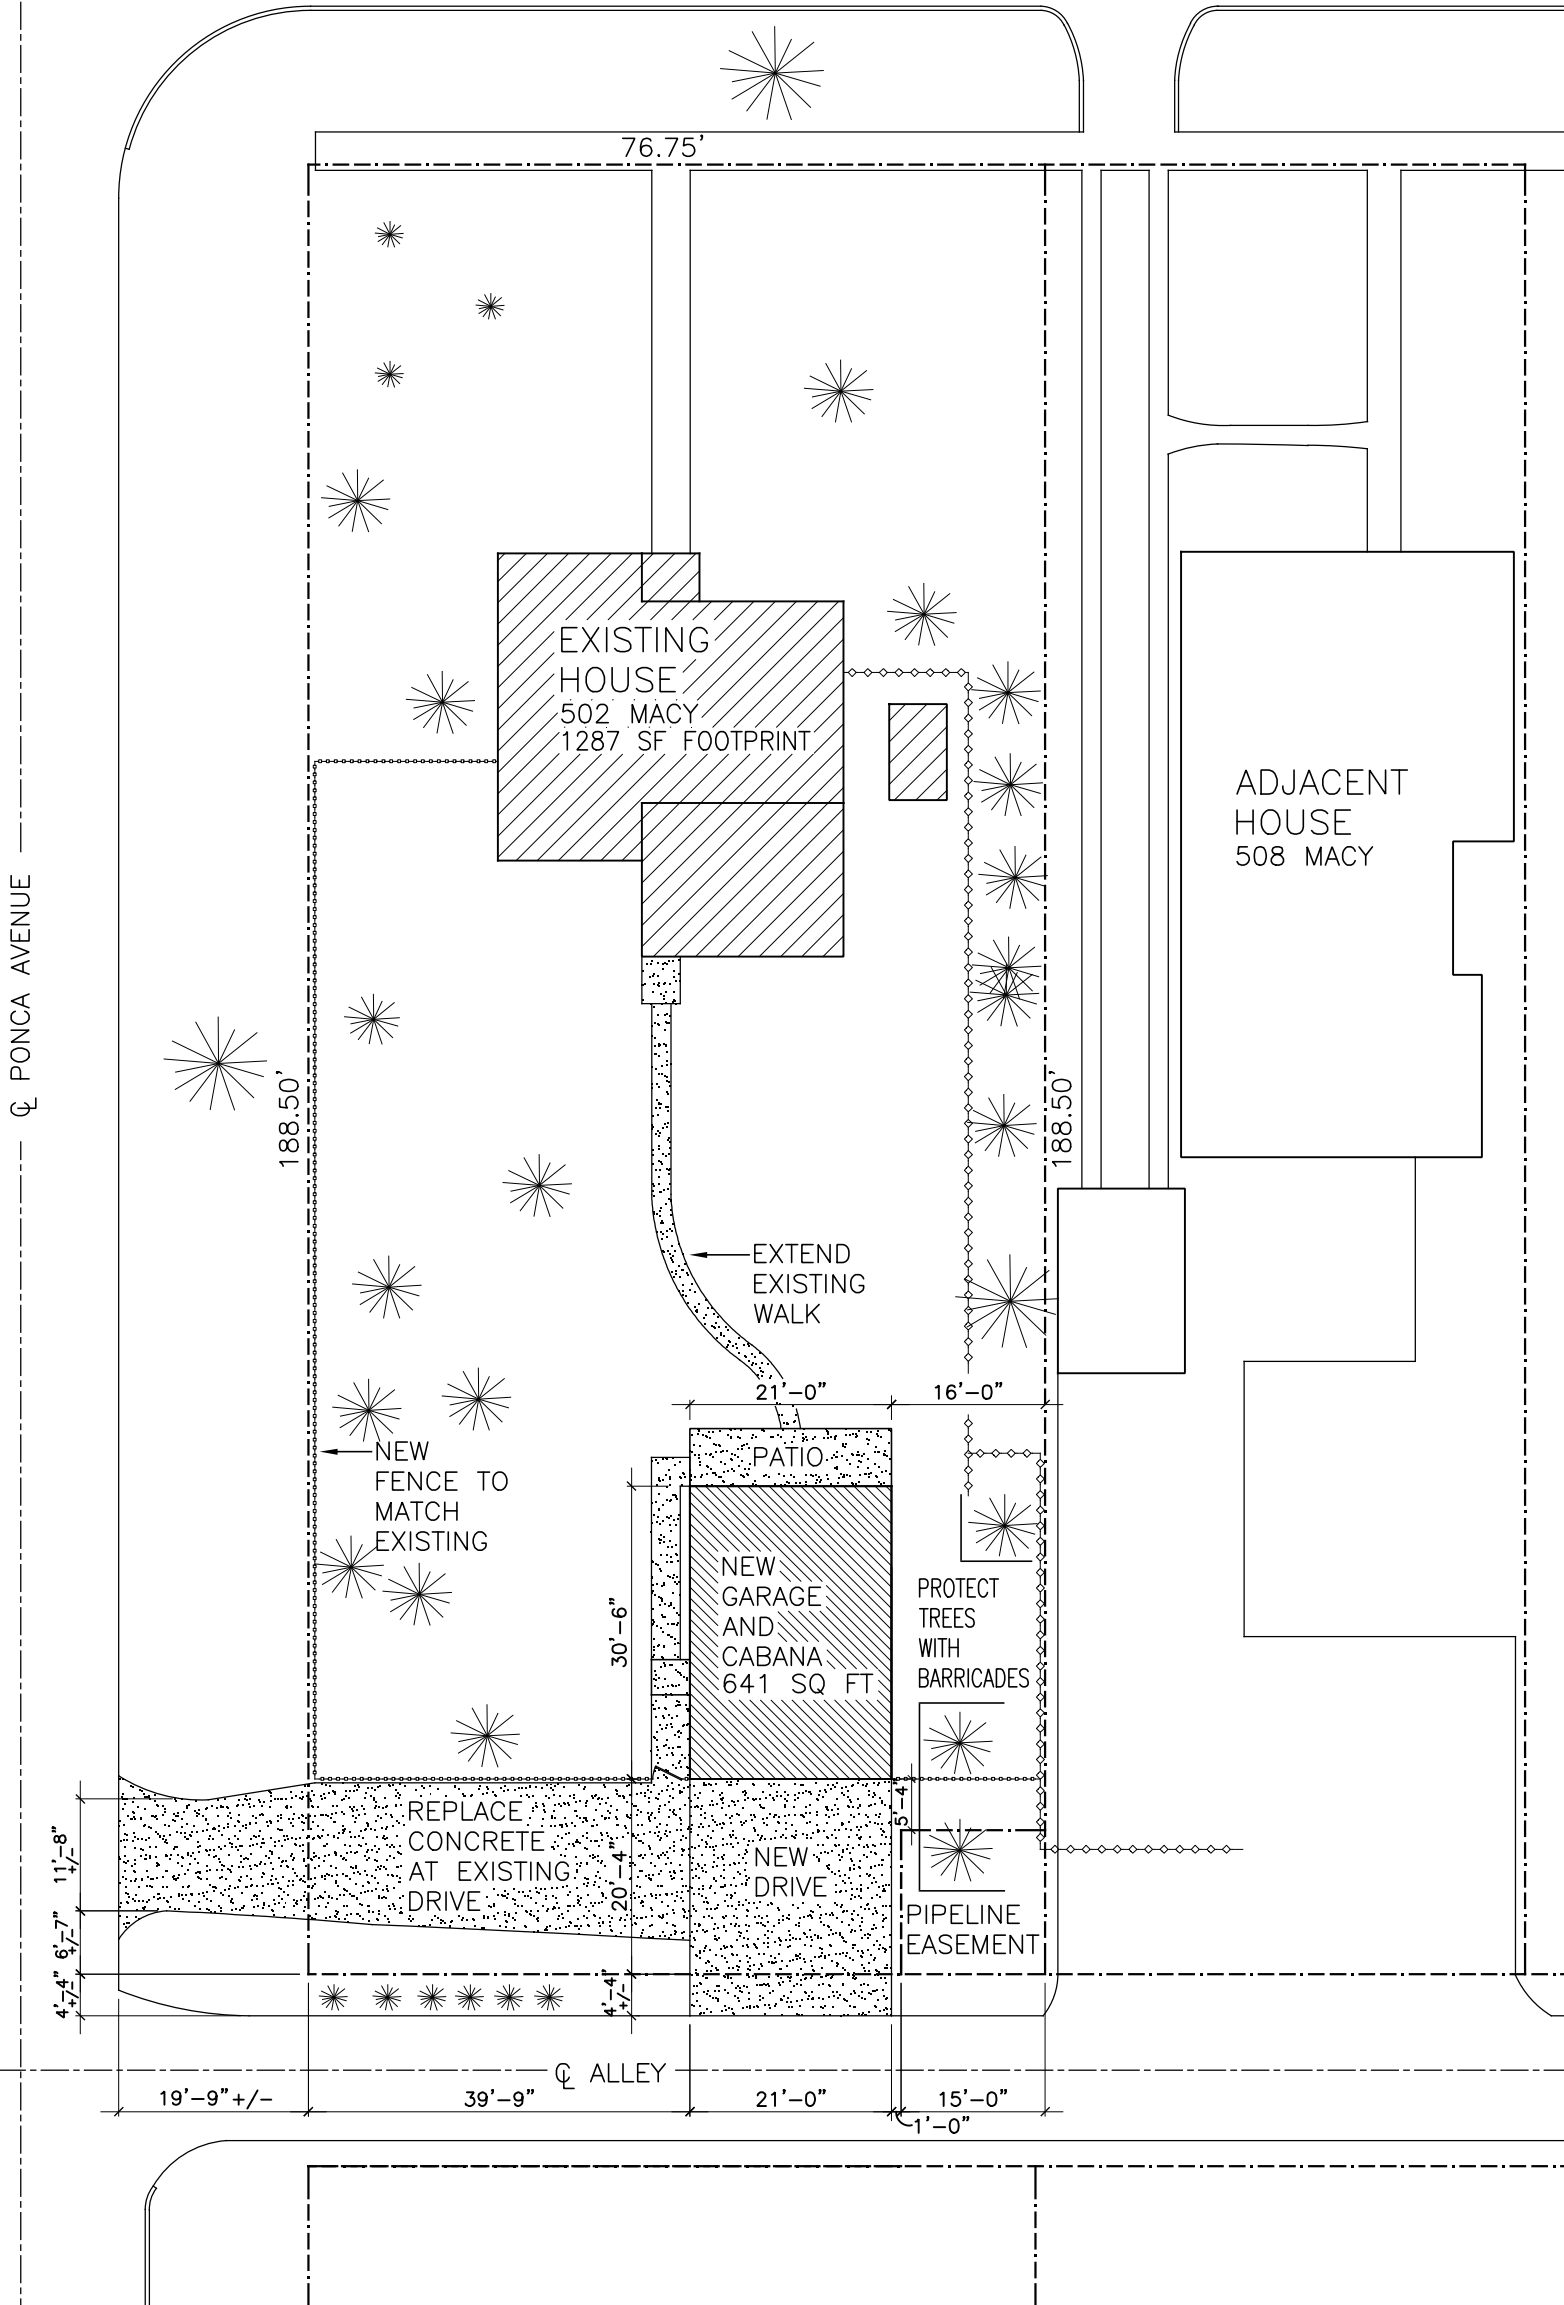 76.75'
EXISTING
HOUSE
502 MACY
1287 SF FOOTPRINT
ADJACENT
HOUSE
508 MACY
℄ PONCA AVENUE
188.50'
188.50'
EXTEND
EXISTING
WALK
21'-0"
16'-0"
PATIO
NEW
FENCE TO
MATCH
EXISTING
30'-6"
NEW
GARAGE
AND
CABANA
641 SQ FT
PROTECT
TREES
WITH
BARRICADES
5'-4
REPLACE
CONCRETE
AT EXISTING
DRIVE
20'-4"
NEW
DRIVE
PIPELINE
EASEMENT
11'-8"
+/-
6'-7"
+/-
4'-4"
+/-
4'-4"
+/-
℄ ALLEY
19'-9"+/-
39'-9"
21'-0"
15'-0"
1'-0"